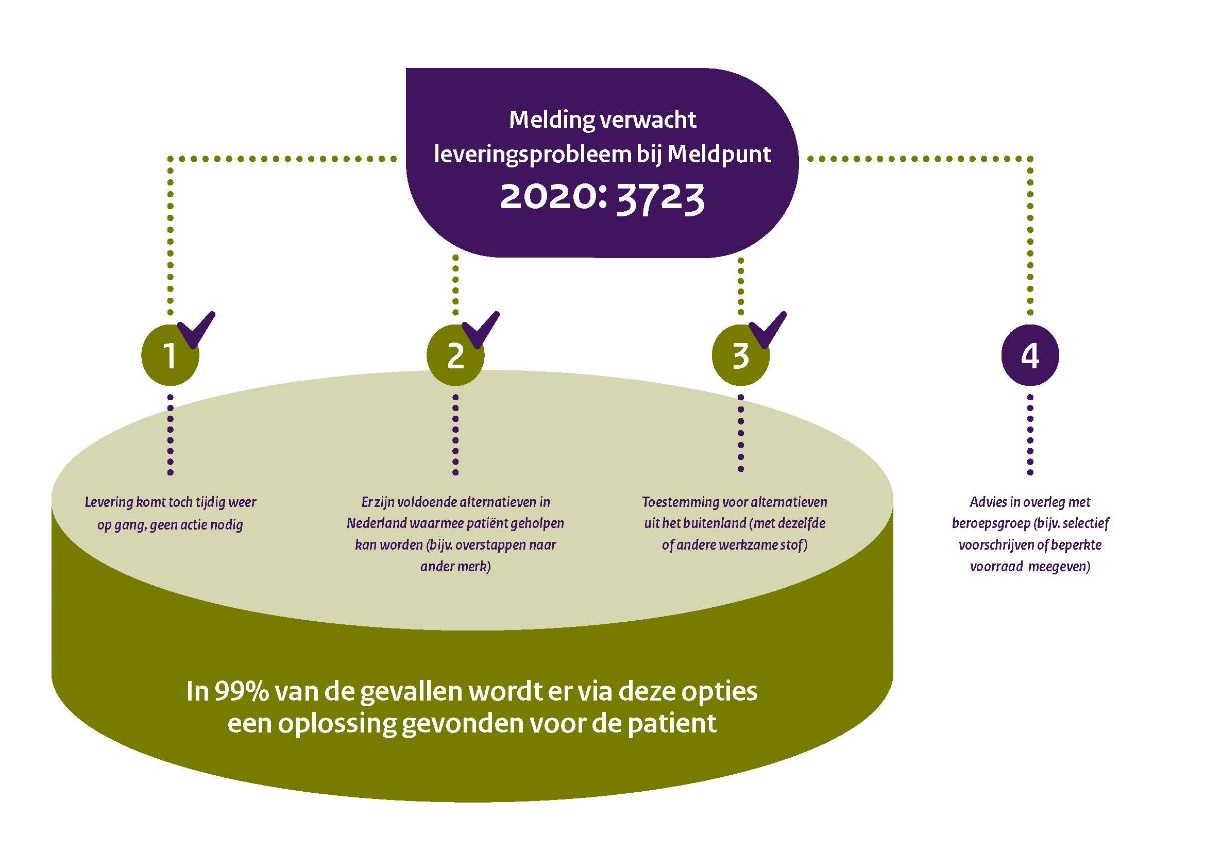 Melding verwacht
leveringsprobleem bij Meldpunt
2020: 3723
1
2
3
4
Levering komt toch tijdig weer
op gang, geen actie nodig
Er zijn voldoende alternatieven in
Nederland waarmee patiënt geholpen
kan worden (bijv. overstappen naar
ander merk)
Toestemming voor alternatieven
uit het buitenland (met dezelfde
of andere werkzame stof)
Advies in overleg met
beroepsgroep (bijv. selectief
voorschrijven of beperkte
voorraad meegeven)
In 99% van de gevallen wordt er via deze opties
een oplossing gevonden voor de patient